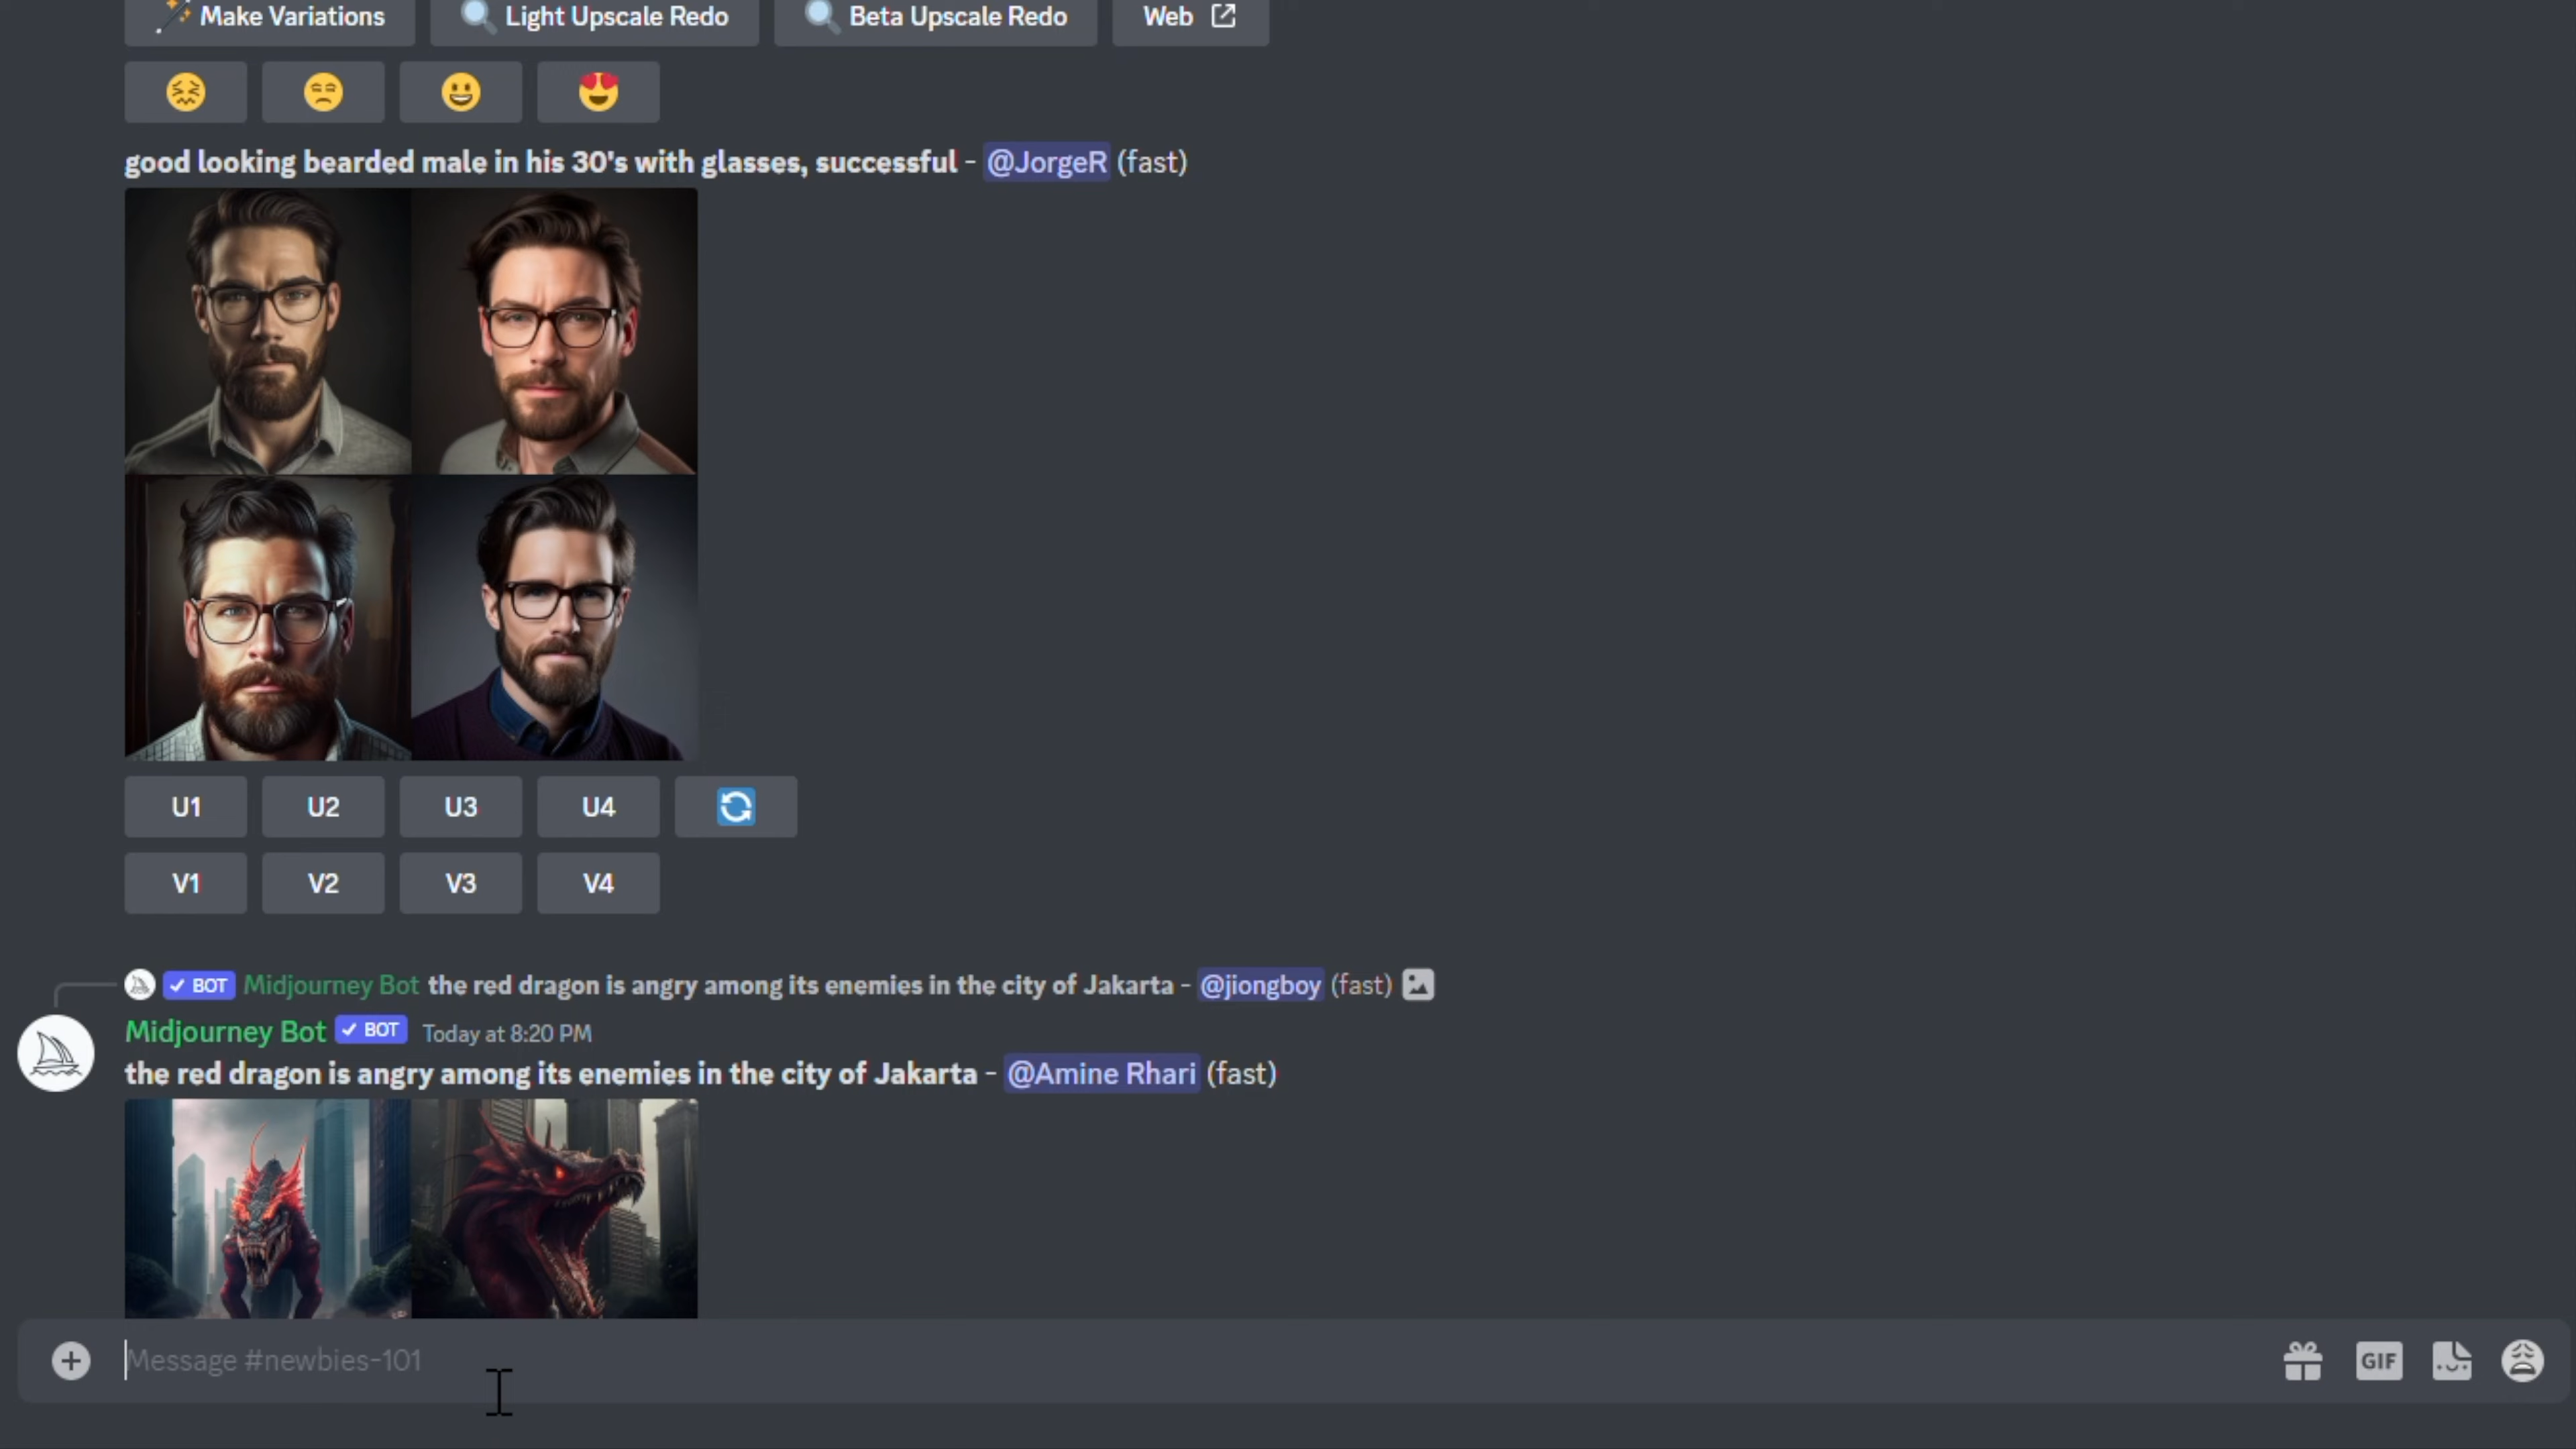 Make Variations Light Upscale Redo Beta Upscale Redo Web
good looking bearded male in his 30's with glasses, successful - @JorgeR (fast)
U1 U2 U3 U4
V1 V2 V3 V4
BOT Midjourney Bot the red dragon is angry among its enemies in the city of Jakarta - @jiongboy (fast)
Midjourney Bot BOT Today at 8:20 PM
the red dragon is angry among its enemies in the city of Jakarta - @Amine Rhari (fast)
Message #newbies-101 GIF